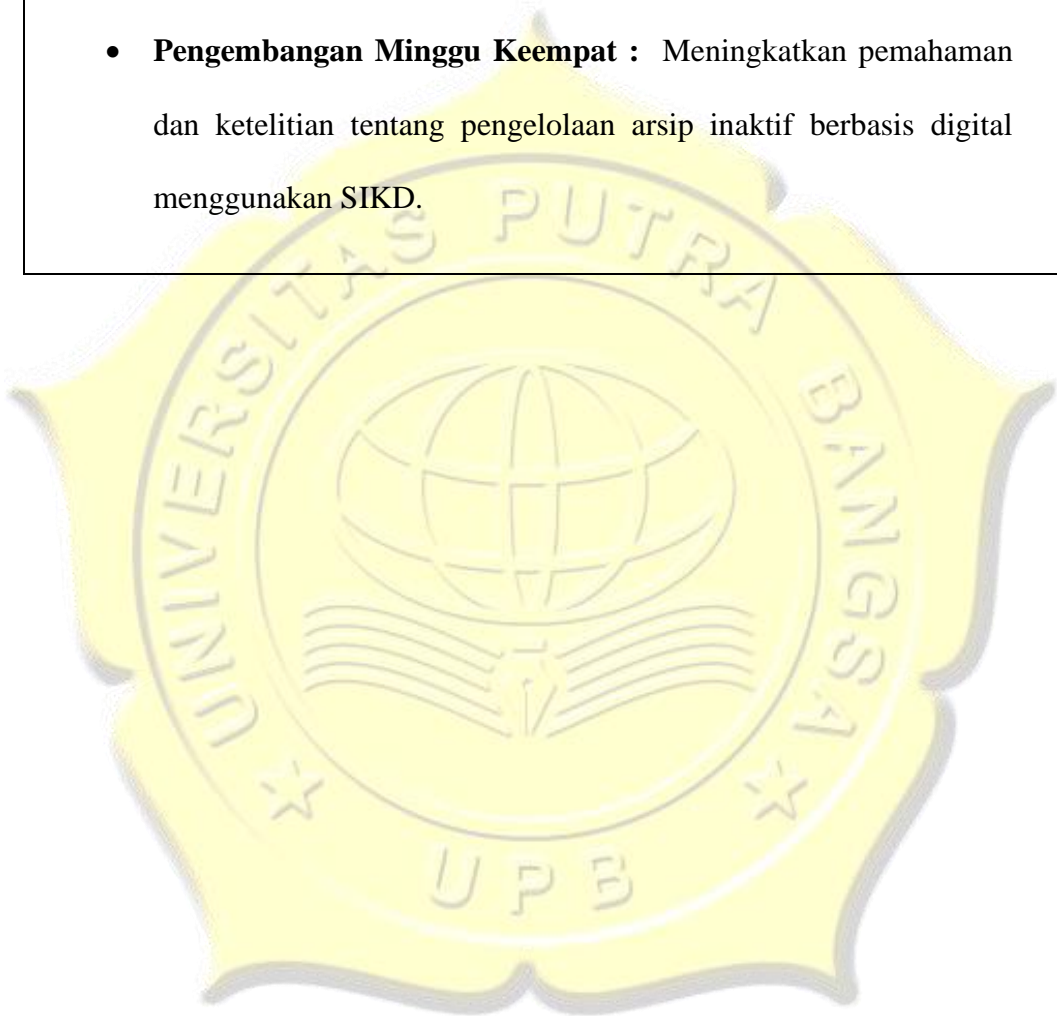 • Pengembangan Minggu Keempat : Meningkatkan pemahaman
dan ketelitian tentang pengelolaan arsip inaktif berbasis digital
menggunakan SIKD.
UNIVERSITAS PUTRA BANGSA
UPB